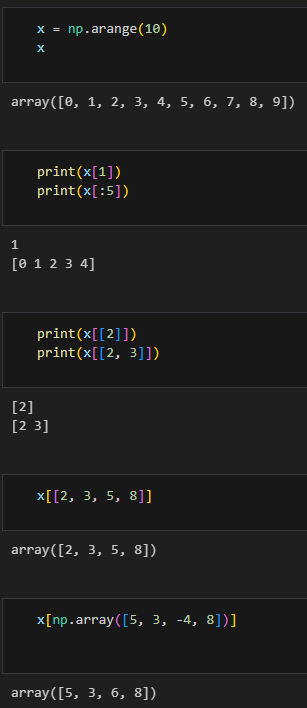 x = np.arange(10)
x
array([0, 1, 2, 3, 4, 5, 6, 7, 8, 9])
print(x[1])
print(x[:5])
1
[0 1 2 3 4]
print(x[[2]])
print(x[[2, 3]])
[2]
[2 3]
x[[2, 3, 5, 8]]
array([2, 3, 5, 8])
x[np.array([5, 3, -4, 8])]
array([5, 3, 6, 8])